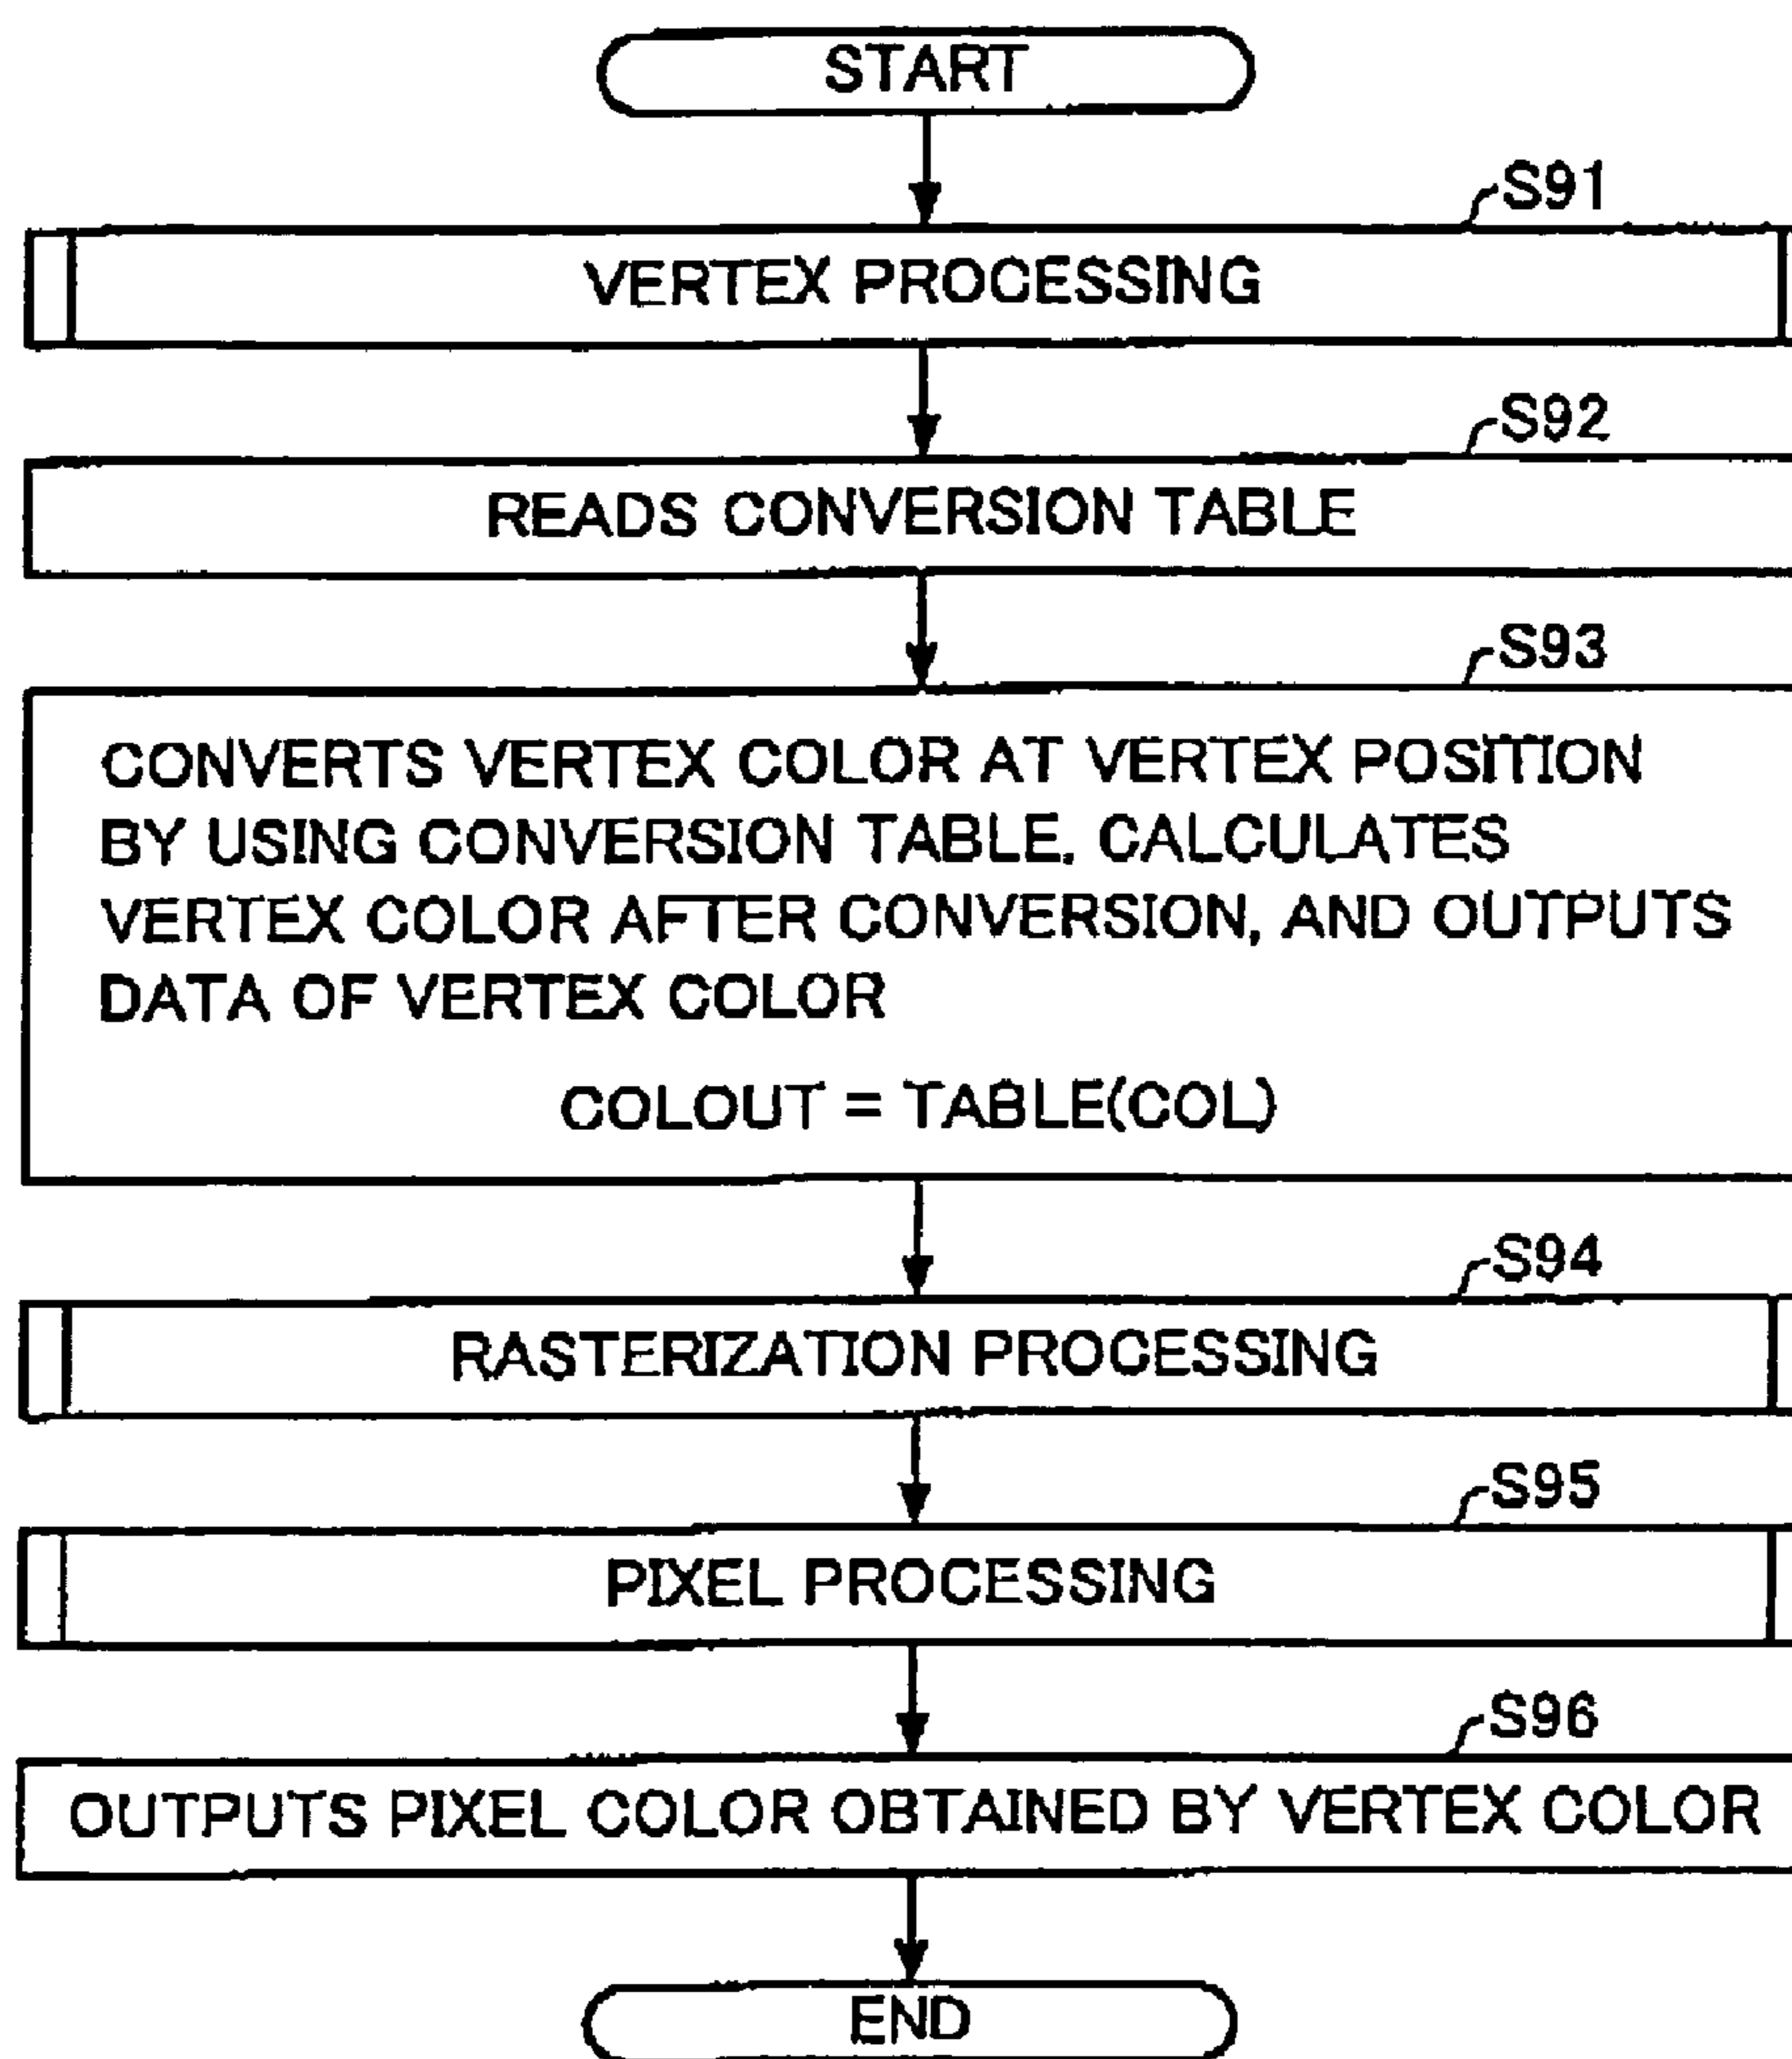 START
S91
VERTEX PROCESSING
S92
READS CONVERSION TABLE
S93
CONVERTS VERTEX COLOR AT VERTEX POSITION
BY USING CONVERSION TABLE, CALCULATES
VERTEX COLOR AFTER CONVERSION, AND OUTPUTS
DATA OF VERTEX COLOR
COLOUT = TABLE(COL)
S94
RASTERIZATION PROCESSING
S95
PIXEL PROCESSING
S96
OUTPUTS PIXEL COLOR OBTAINED BY VERTEX COLOR
END